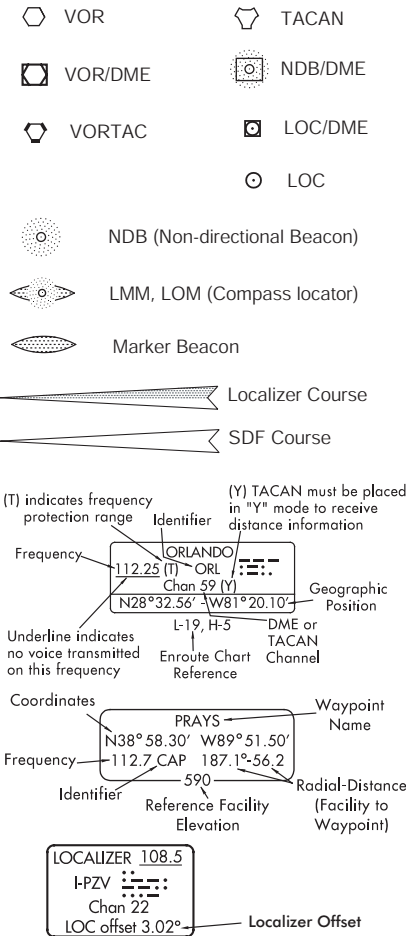 VOR
TACAN
VOR/DME
NDB/DME
VORTAC
LOC/DME
LOC
NDB (Non-directional Beacon)
LMM, LOM (Compass locator)
Marker Beacon
Localizer Course
SDF Course
(T) indicates frequency
protection range
Identifier
(Y) TACAN must be placed
in "Y" mode to receive
distance information
Frequency
ORLANDO
112.25 (T) ORL
Chan 59 (Y)
N28°32.56' - W81°20.10'
Geographic
Position
Underline indicates
no voice transmitted
on this frequency
L-19, H-5
Enroute Chart
Reference
DME or
TACAN
Channel
Coordinates
Waypoint
Name
PRAYS
N38°58.30' W89°51.50'
Frequency
112.7 CAP 187.1°-56.2
590
Identifier
Reference Facility
Elevation
Radial-Distance
(Facility to
Waypoint)
LOCALIZER 108.5
I-PZV
Chan 22
LOC offset 3.02°
Localizer Offset